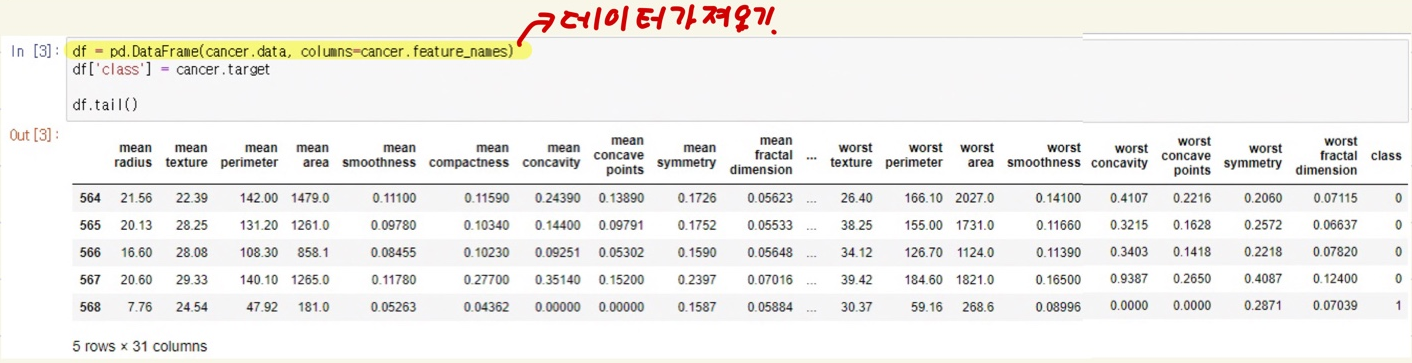 데이터가져오기
In [3]: df = pd.DataFrame(cancer.data, columns=cancer.feature_names)
df['class'] = cancer.target
df.tail()
Out[3]:
mean radius mean texture mean perimeter mean area mean smoothness mean compactness mean concavity mean concave points mean symmetry mean fractal dimension ... worst texture worst perimeter worst area worst smoothness worst concavity worst concave points worst symmetry worst fractal dimension class
564 21.56 22.39 142.00 1479.0 0.11100 0.11590 0.24390 0.13890 0.1726 0.05623 ... 26.40 166.10 2027.0 0.14100 0.4107 0.2216 0.2060 0.07115 0
565 20.13 28.25 131.20 1261.0 0.09780 0.10340 0.14400 0.09791 0.1752 0.05533 ... 38.25 155.00 1731.0 0.11660 0.3215 0.1628 0.2572 0.06637 0
566 16.60 28.08 108.30 858.1 0.08455 0.10230 0.09251 0.05302 0.1590 0.05648 ... 34.12 126.70 1124.0 0.11390 0.3403 0.1418 0.2218 0.07820 0
567 20.60 29.33 140.10 1265.0 0.11780 0.27700 0.35140 0.15200 0.2397 0.07016 ... 39.42 184.60 1821.0 0.16500 0.9387 0.2650 0.4087 0.12400 0
568 7.76 24.54 47.92 181.0 0.05263 0.04362 0.00000 0.00000 0.1587 0.05884 ... 30.37 59.16 268.6 0.08996 0.0000 0.0000 0.2871 0.07039 1
5 rows × 31 columns